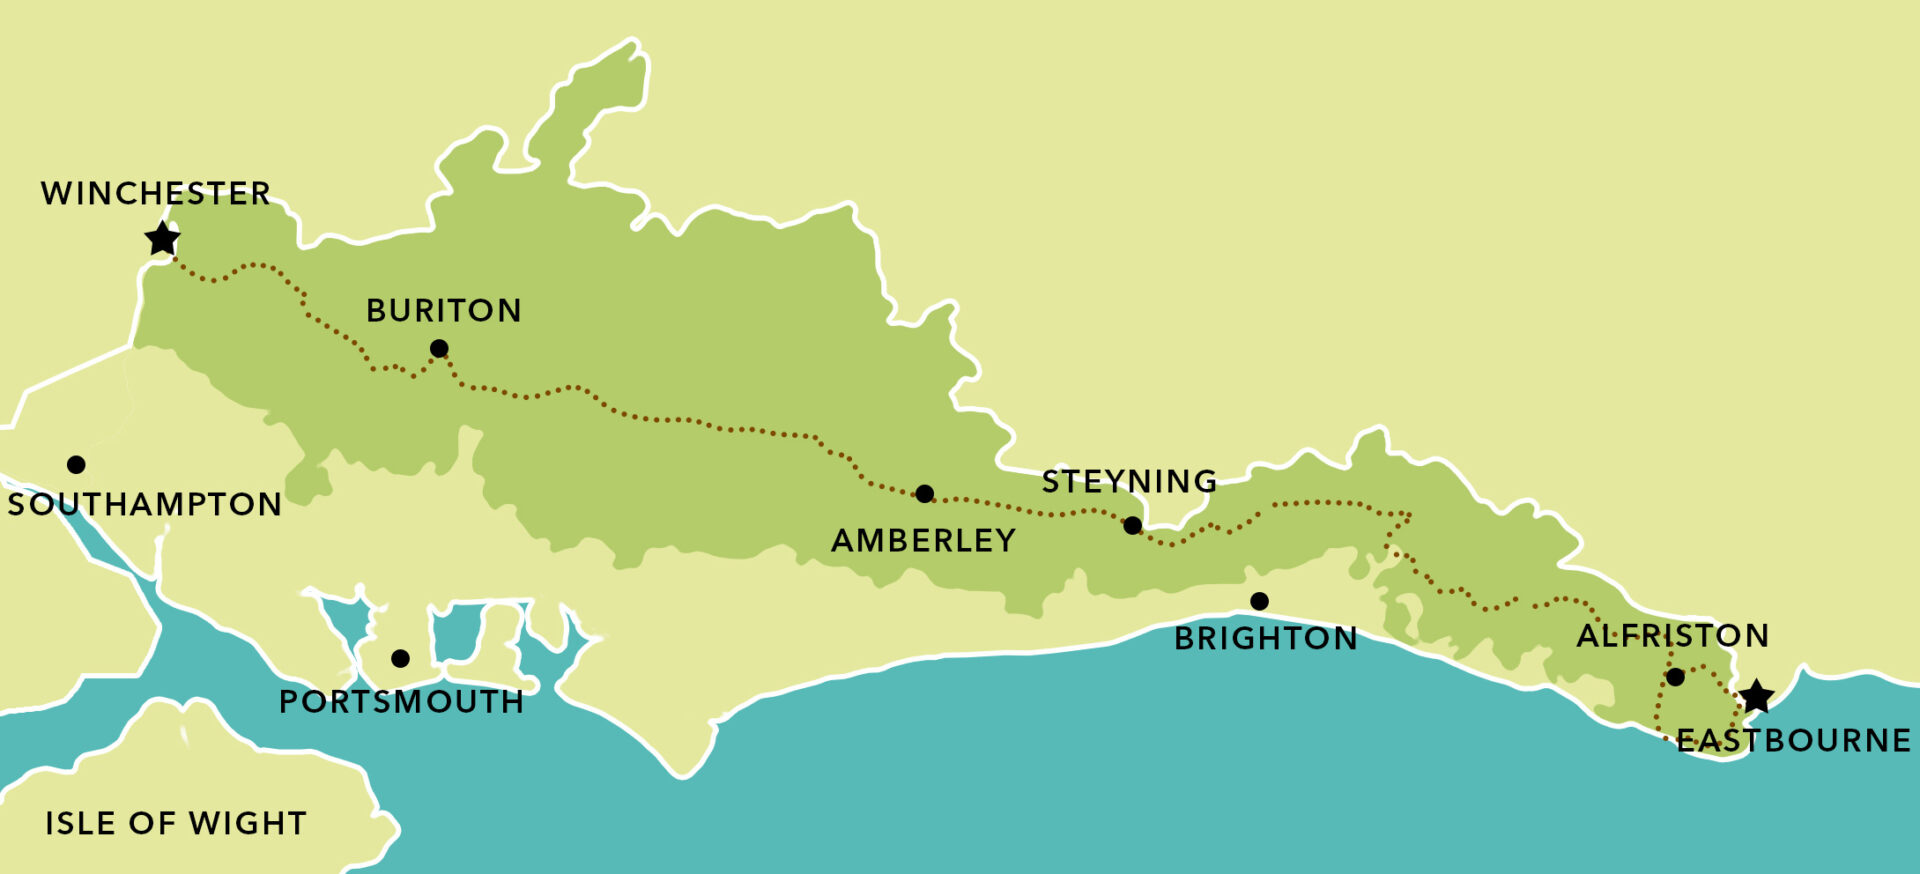 WINCHESTER
BURITON
STEYNING
SOUTHAMPTON
AMBERLEY
BRIGHTON
ALFRISTON
PORTSMOUTH
EASTBOURNE
ISLE OF WIGHT